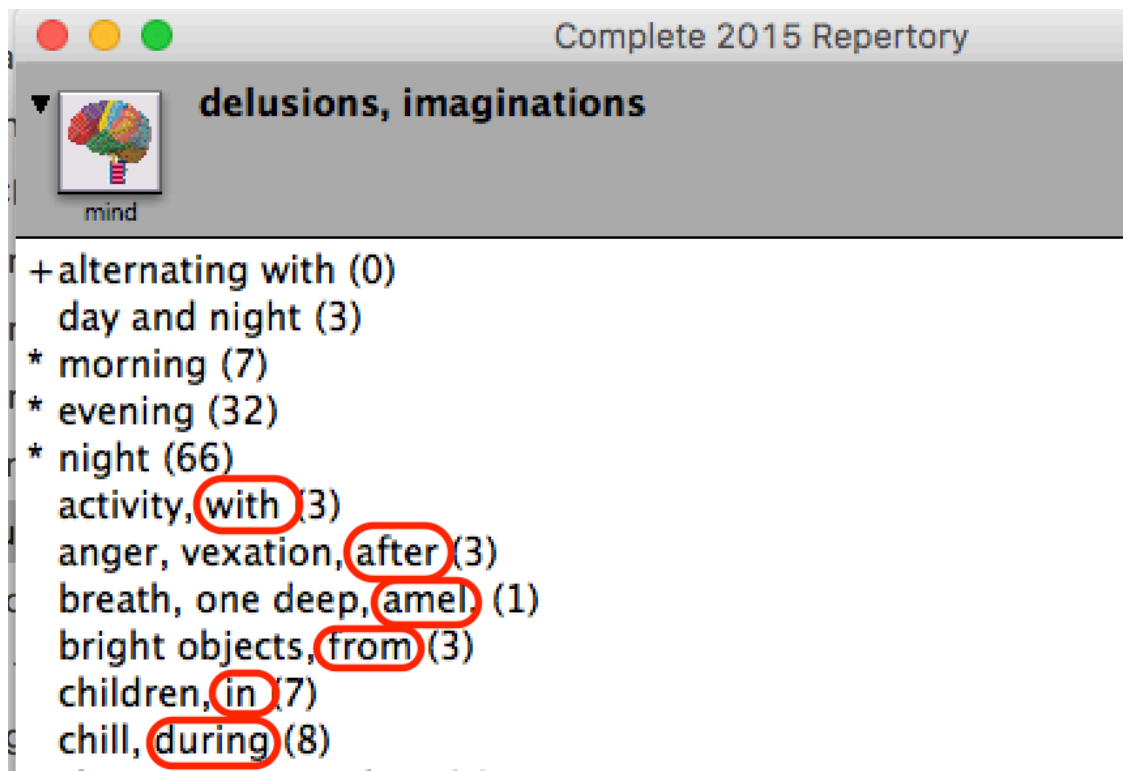 Complete 2015 Repertory
delusions, imaginations
mind
+alternating with (0)
day and night (3)
* morning (7)
* evening (32)
* night (66)
activity, with (3)
anger, vexation, after (3)
breath, one deep, amel. (1)
bright objects, from (3)
children, in (7)
chill, during (8)